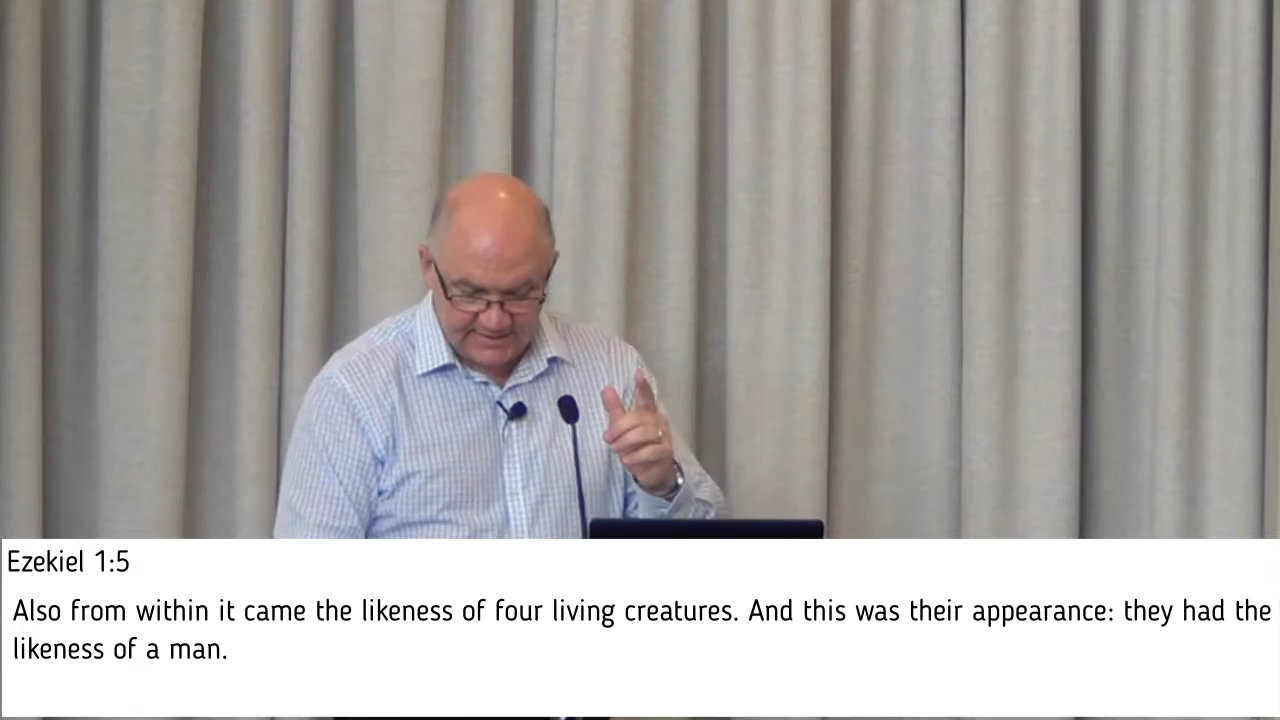 Ezekiel 1:5
Also from within it came the likeness of four living creatures. And this was their appearance: they had the
likeness of a man.